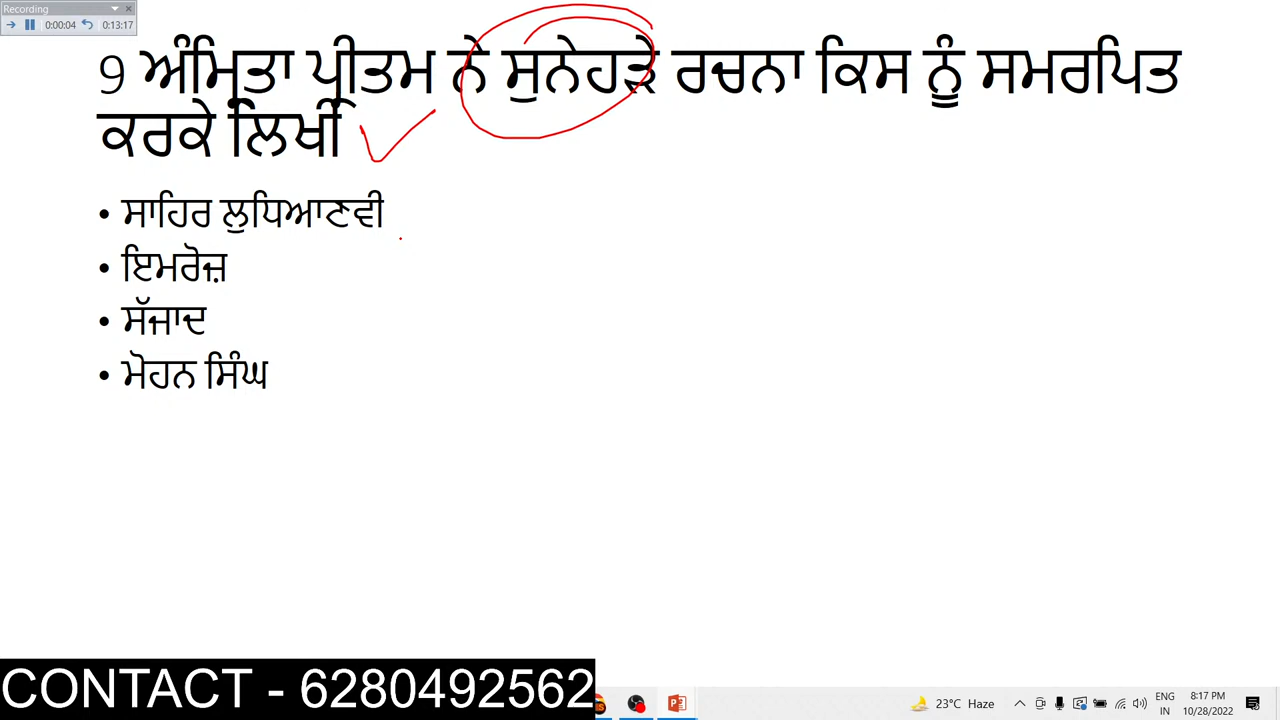 Recording
0:00:04 0:13:17
9 ਅੰਮ੍ਰਿਤਾ ਪ੍ਰੀਤਮ ਨੇ ਸੁਨੇਹੜੇ ਰਚਨਾ ਕਿਸ ਨੂੰ ਸਮਰਪਿਤ
ਕਰਕੇ ਲਿਖੀ
• ਸਾਹਿਰ ਲੁਧਿਆਣਵੀ
• ਇਮਰੋਜ਼
• ਸੱਜਾਦ
• ਮੋਹਨ ਸਿੰਘ
CONTACT - 6280492562
23°C Haze
ENG
IN
8:17 PM
10/28/2022